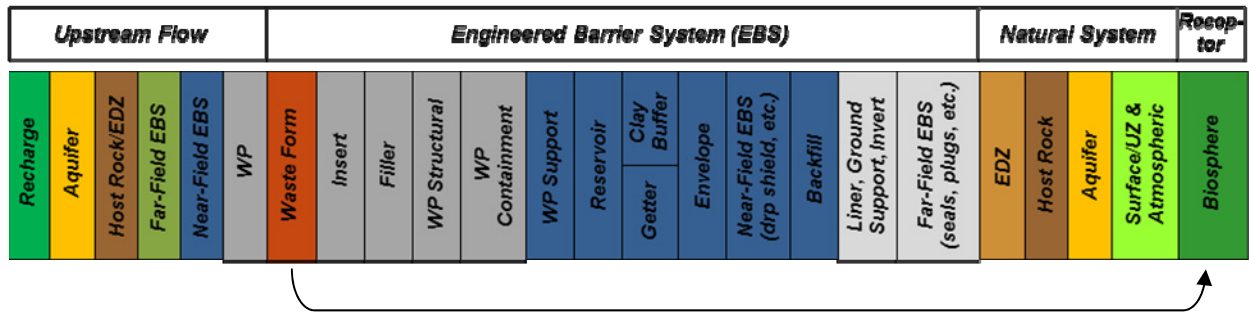 Upstream Flow
Engineered Barrier System (EBS)
Natural System
Recep-
tor
Recharge
Aquifer
Host Rock/EDZ
Far-Field EBS
Near-Field EBS
WP
Waste Form
Insert
Filler
WP Structural
WP
Containment
WP Support
Reservoir
Clay
Buffer
Getter
Envelope
Near-Field EBS
(drp shield, etc.)
Backfill
Liner, Ground
Support, Invert
Far-Field EBS
(seals, plugs, etc.)
EDZ
Host Rock
Aquifer
Surface/UZ &
Atmospheric
Biosphere